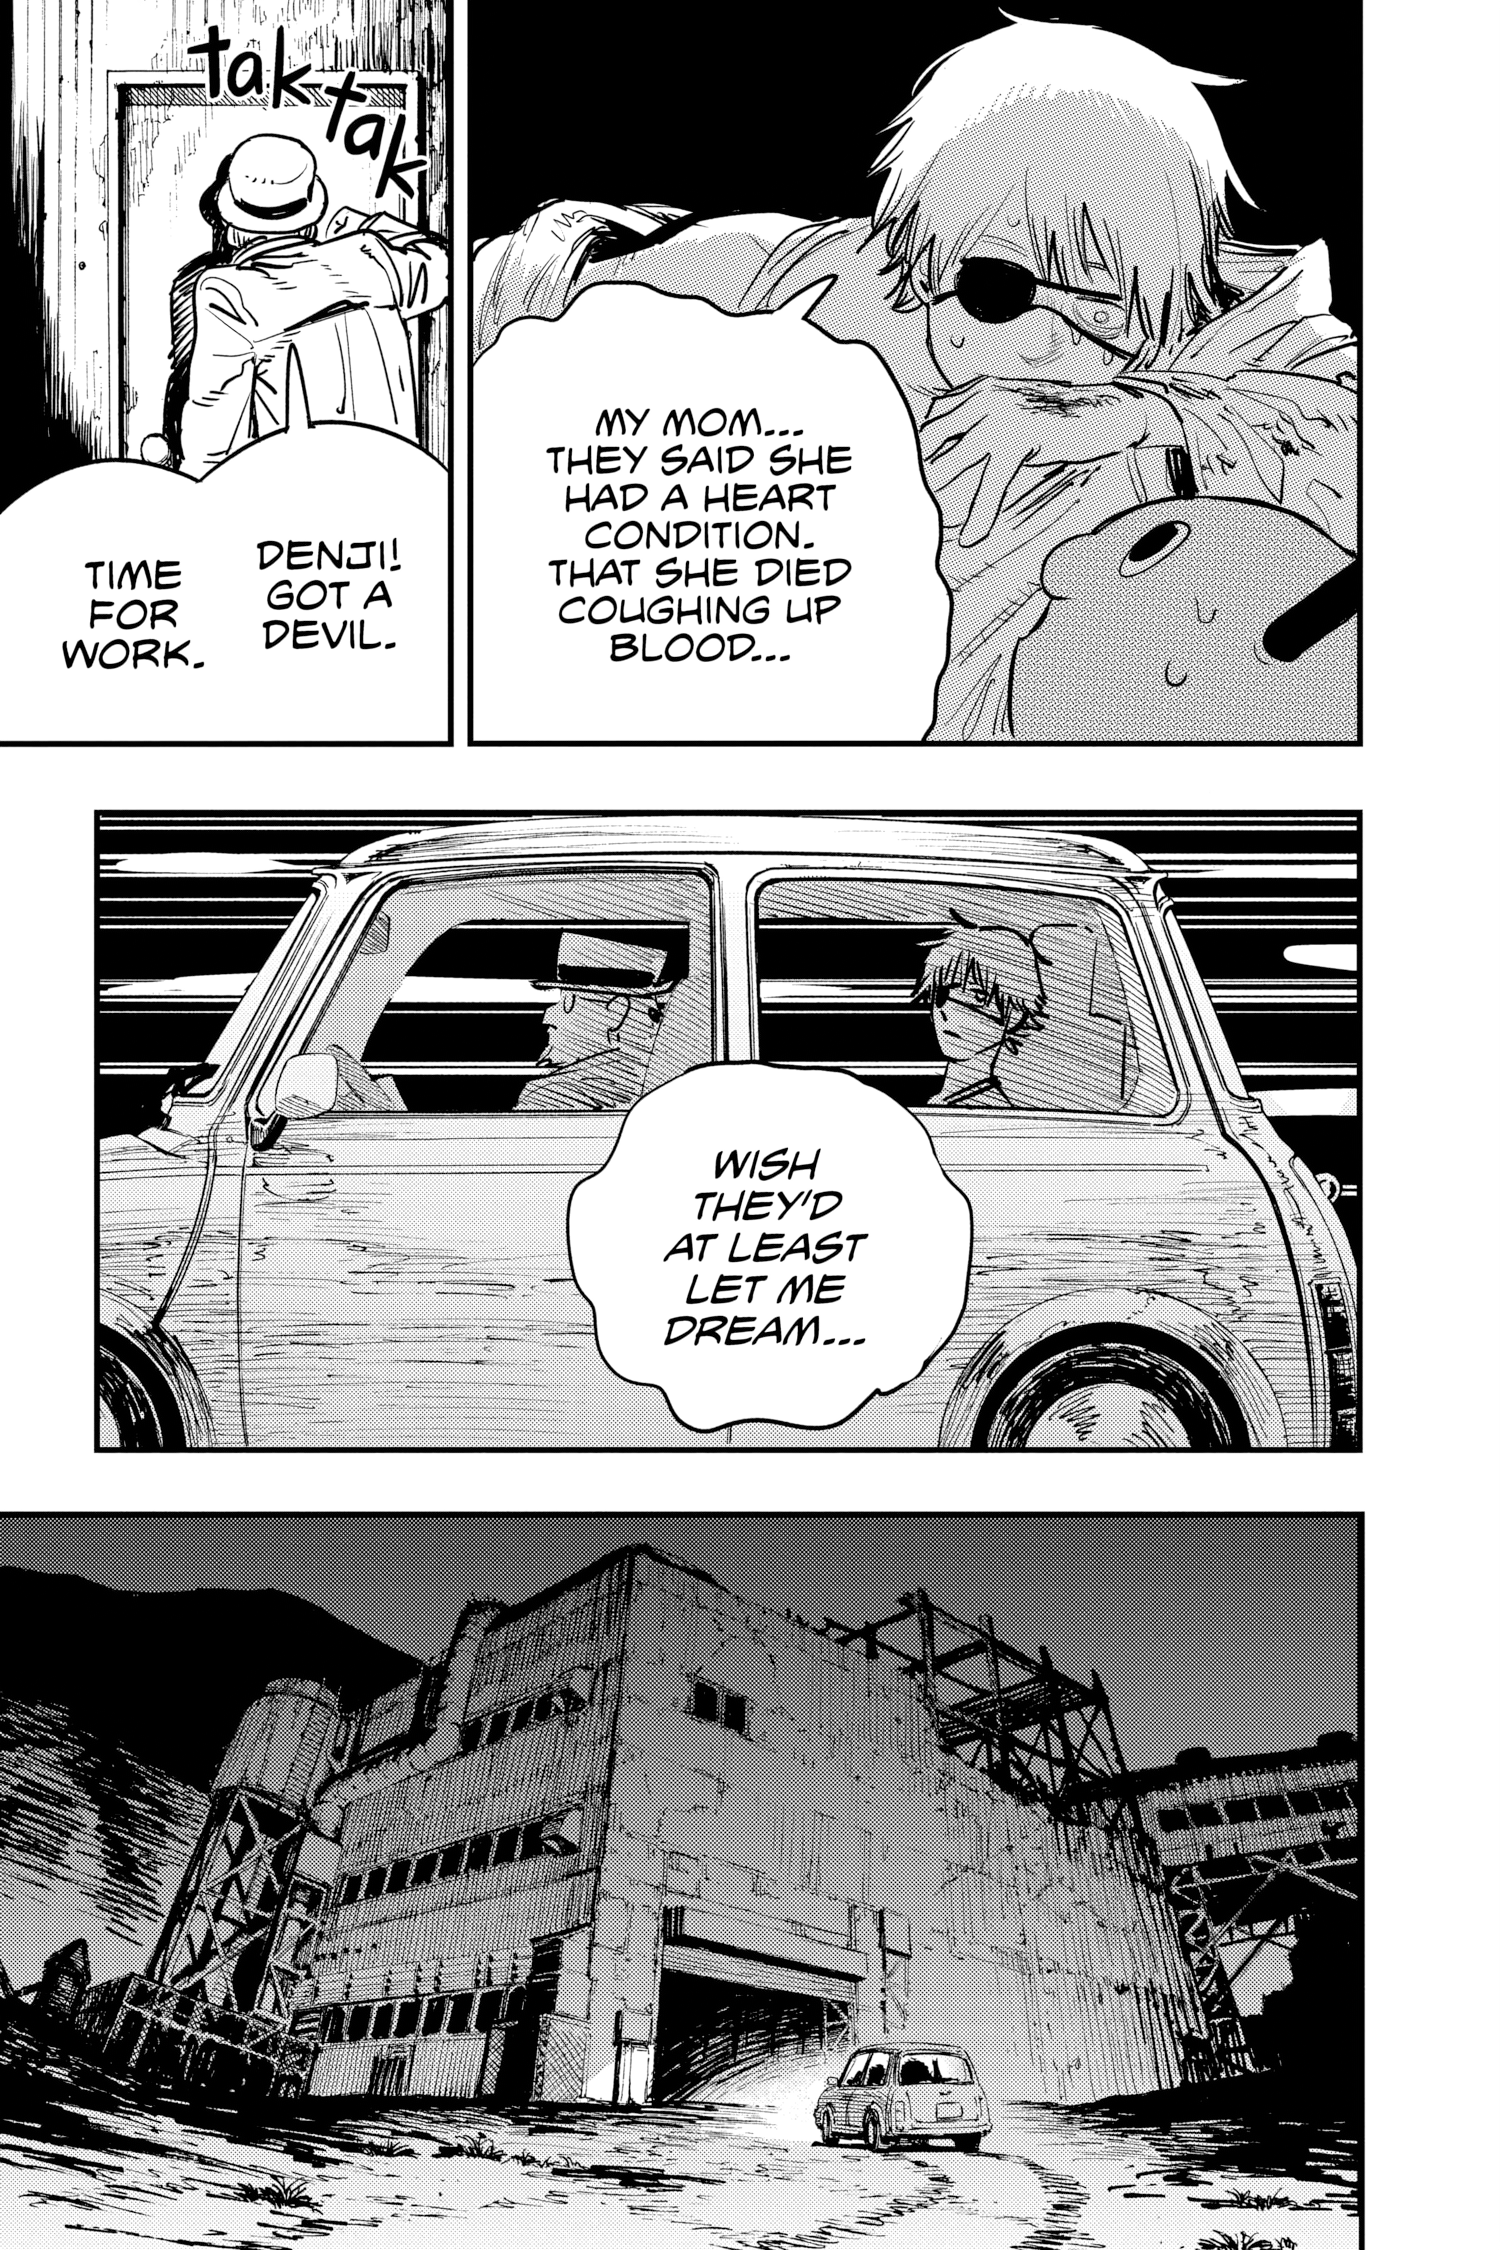 MY MOM...
THEY SAID SHE
HAD A HEART
CONDITION.
THAT SHE DIED
COUGHING UP
BLOOD...
tak
tak
DENJI!
GOT A
DEVIL.
TIME
FOR
WORK.
WISH
THEY'D
AT LEAST
LET ME
DREAM...